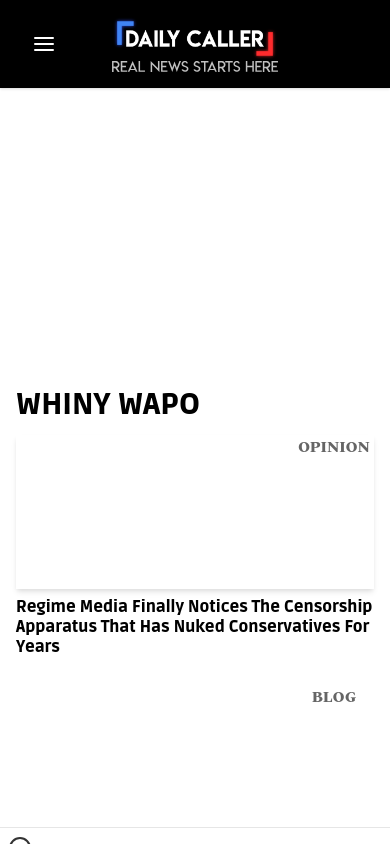 DAILY CALLER
REAL NEWS STARTS HERE
WHINY WAPO
OPINION
Regime Media Finally Notices The Censorship
Apparatus That Has Nuked Conservatives For
Years
BLOG